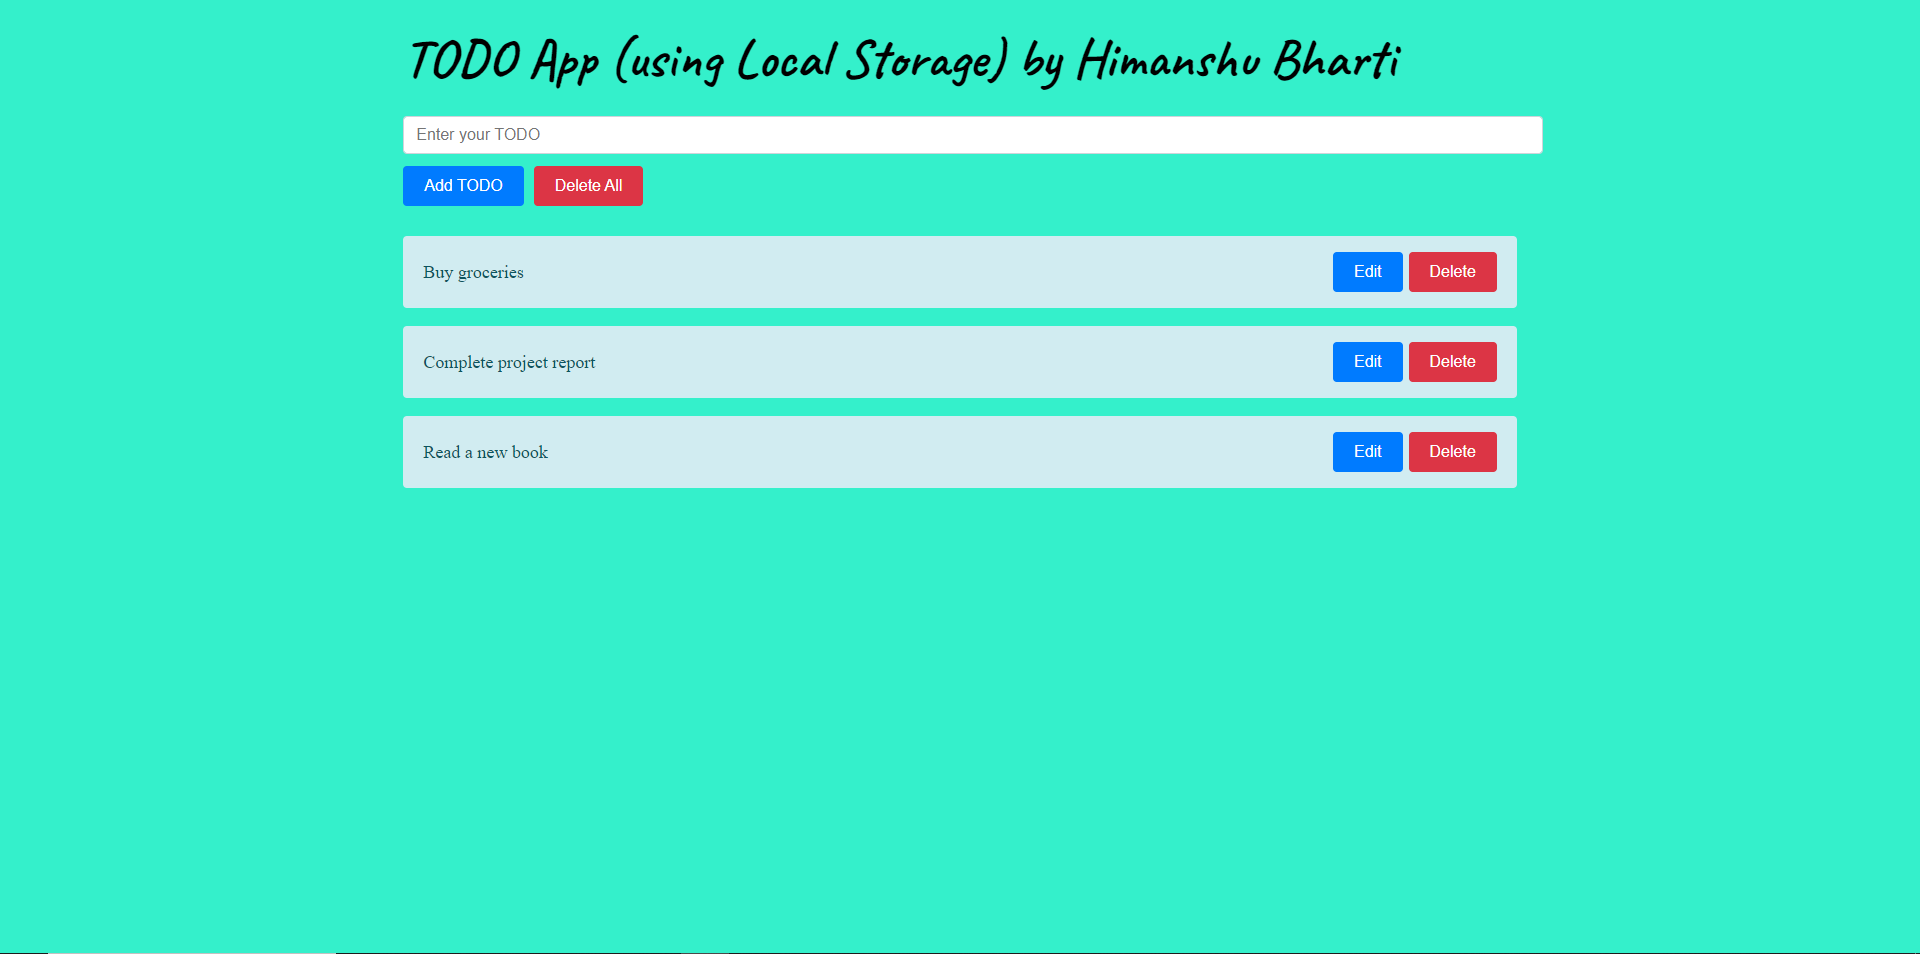 TODO App (using Local Storage) by Himanshu Bharti
Enter your TODO
Add TODO Delete All
Buy groceries Edit Delete
Complete project report Edit Delete
Read a new book Edit Delete